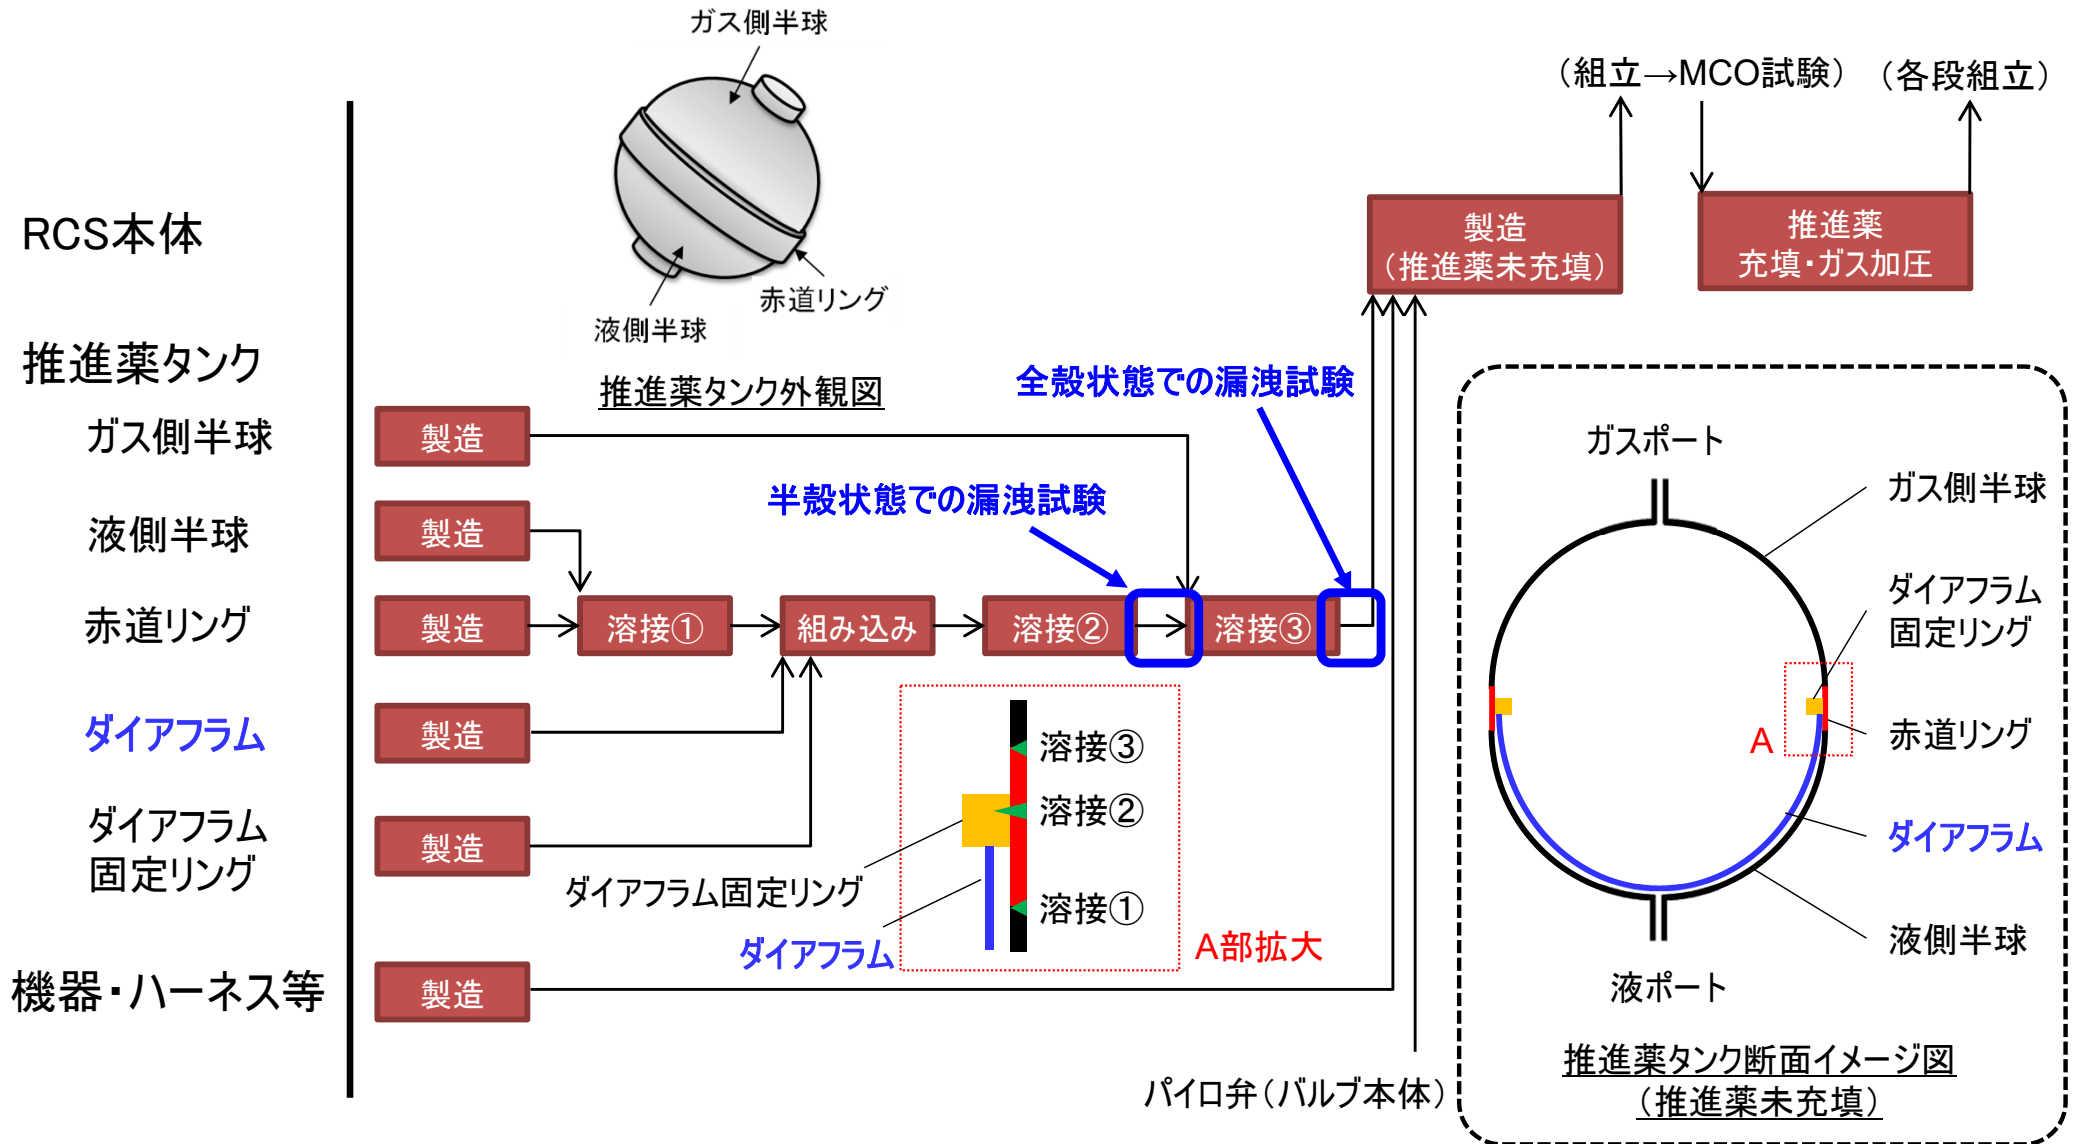 ガス側半球
液側半球
赤道リング
推進薬タンク外観図
(組立→MCO試験)
(各段組立)
RCS本体
製造
(推進薬未充填)
推進薬
充填・ガス加圧
推進薬タンク
ガス側半球
製造
液側半球
製造
赤道リング
製造
溶接①
組み込み
溶接②
溶接③
半殻状態での漏洩試験
全殻状態での漏洩試験
ダイアフラム
製造
ダイアフラム
固定リング
製造
機器・ハーネス等
製造
パイロ弁(バルブ本体)
溶接③
溶接②
溶接①
ダイアフラム固定リング
ダイアフラム
A部拡大
ガスポート
ガス側半球
ダイアフラム
固定リング
A
赤道リング
ダイアフラム
液側半球
液ポート
推進薬タンク断面イメージ図
(推進薬未充填)